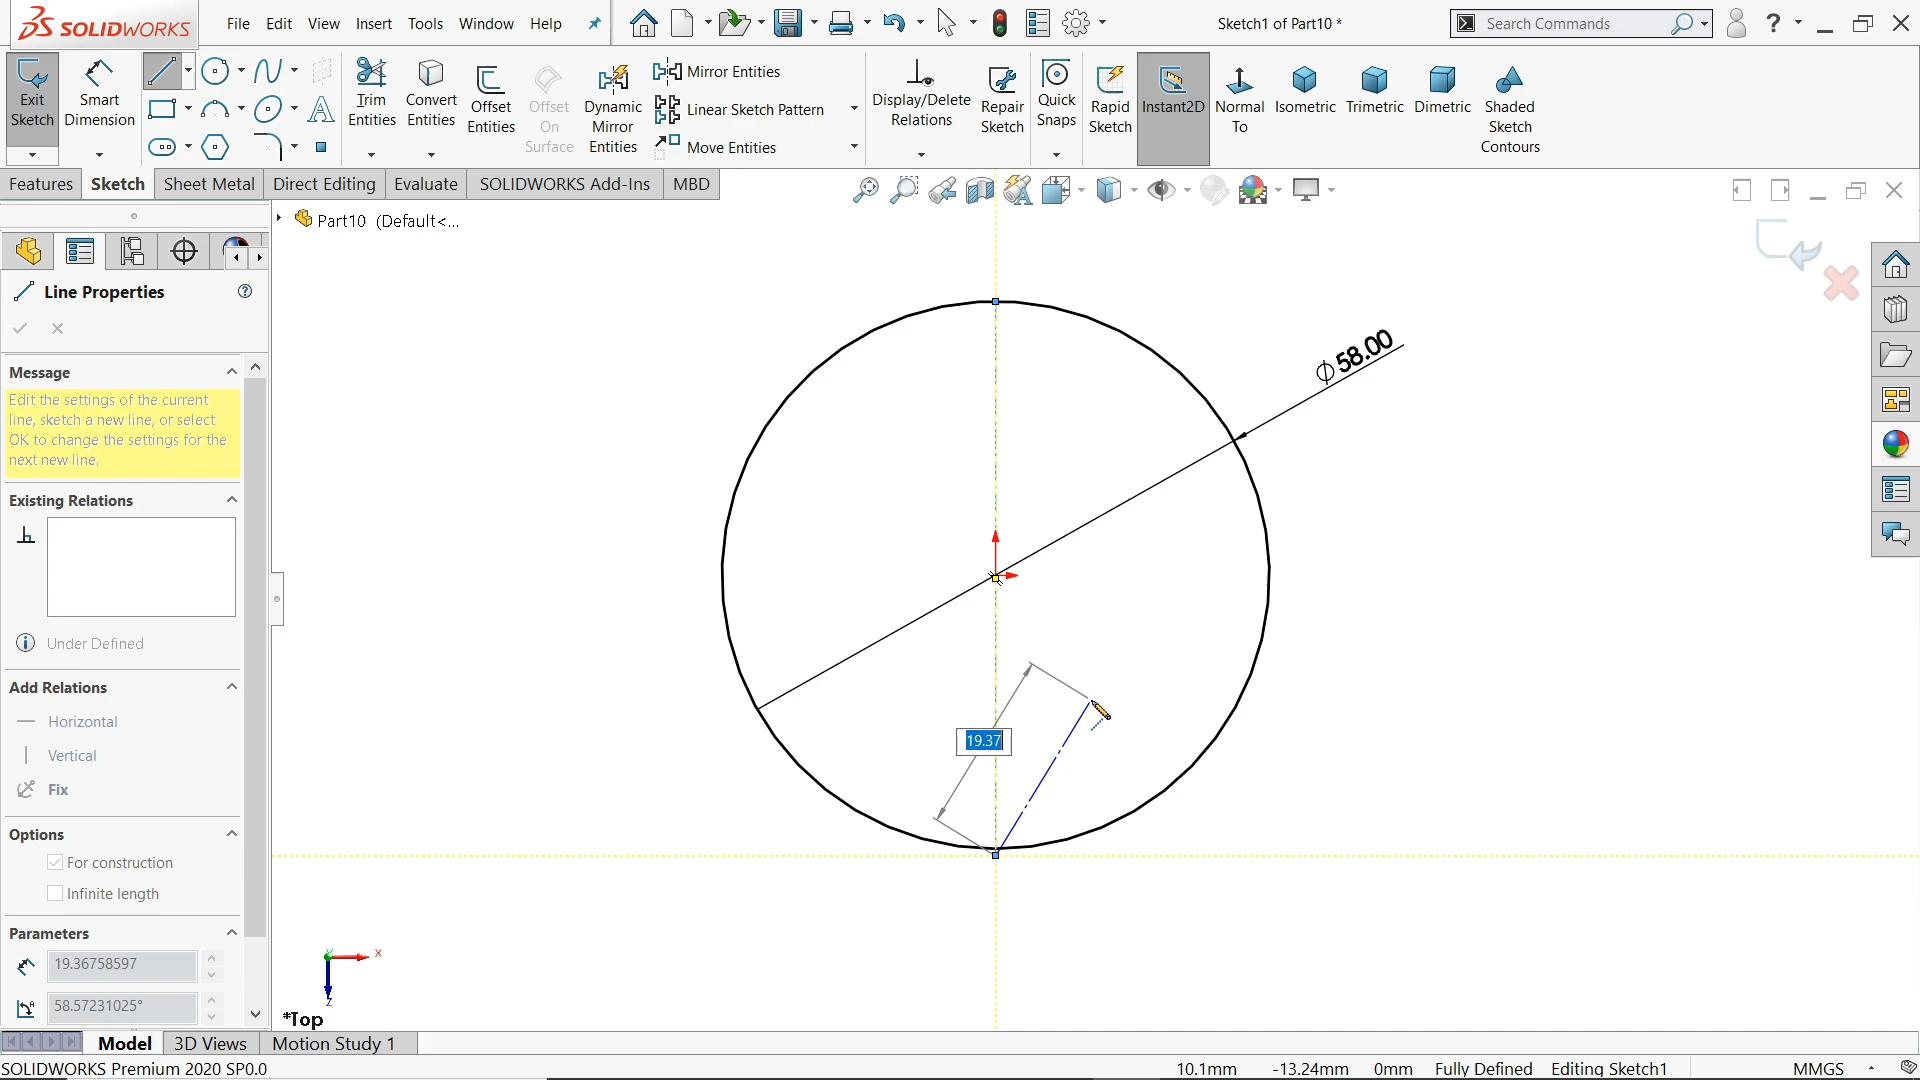 SOLIDWORKS
File Edit View Insert Tools Window Help
Sketch1 of Part10 *
Search Commands
?
Exit Sketch
Smart Dimension
Trim Entities
Convert Entities
Offset Entities
Offset On Surface
Dynamic Mirror Entities
Mirror Entities
Linear Sketch Pattern
Move Entities
Display/Delete Relations
Repair Sketch
Quick Snaps
Rapid Sketch
Instant2D
Normal To
Isometric
Trimetric
Dimetric
Shaded Sketch Contours
Features Sketch Sheet Metal Direct Editing Evaluate SOLIDWORKS Add-Ins MBD
Part10 (Default<...
Line Properties
Message
Edit the settings of the current
line, sketch a new line, or select
OK to change the settings for the
next new line.
Existing Relations
Under Defined
Add Relations
Horizontal
Vertical
Fix
Options
For construction
Infinite length
Parameters
19.36758597
58.57231025°
∅ 58.00
19.37
Y
X
Z
*Top
Model 3D Views Motion Study 1
SOLIDWORKS Premium 2020 SP0.0
10.1mm -13.24mm 0mm Fully Defined Editing Sketch1 MMGS